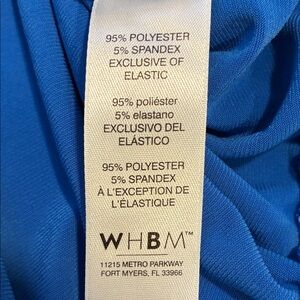 95% POLYESTER
5% SPANDEX
EXCLUSIVE OF
ELASTIC
95% poliéster
5% elastano
EXCLUSIVO DEL
ELÁSTICO
95% POLYESTER
5% SPANDEX
À L'EXCEPTION DE
L'ÉLASTIQUE
WHBM™
11215 METRO PARKWAY
FORT MYERS, FL 33966